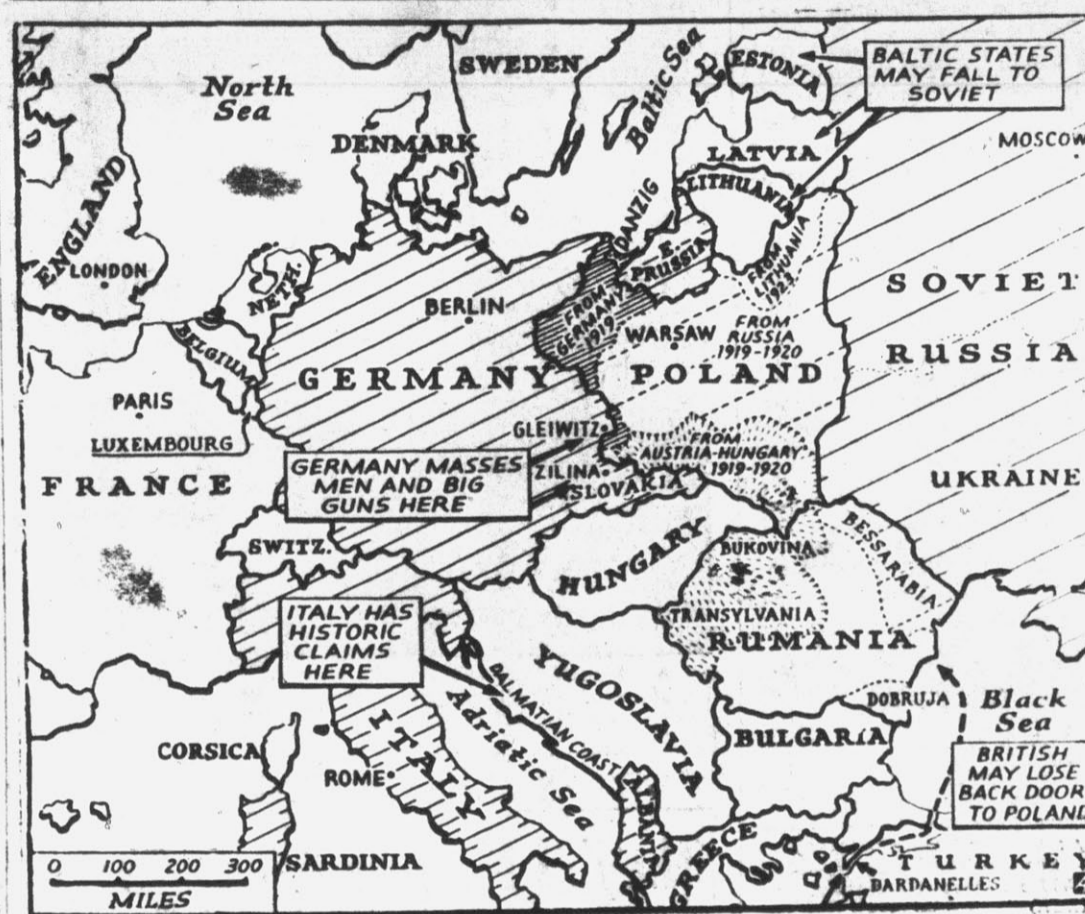 North
Sea
SWEDEN
Baltic Sea
ESTONIA
BALTIC STATES
MAY FALL TO
SOVIET
MOSCOW
DENMARK
LATVIA
LITHUANIA
ENGLAND
LONDON
NETH.
DANZIG
E.
PRUSSIA
FROM
LITHUANIA
1923
SOVIET
RUSSIA
BERLIN
FROM
GERMANY
1919
WARSAW
FROM
RUSSIA
1919-1920
BELGIUM
GERMANY
POLAND
PARIS
LUXEMBOURG
GLEIWITZ
FROM
AUSTRIA-HUNGARY
1919-1920
FRANCE
GERMANY MASSES
MEN AND BIG
GUNS HERE
ZILINA
SLOVAKIA
UKRAINE
SWITZ.
HUNGARY
BUKOVINA
BESSARABIA
ITALY HAS
HISTORIC
CLAIMS
HERE
TRANSYLVANIA
RUMANIA
YUGOSLAVIA
DALMATIAN COAST
Adriatic Sea
DOBRUJA
Black
Sea
CORSICA
ITALY
ROME
BULGARIA
BRITISH
MAY LOSE
BACK DOOR
TO POLAND
ALBANIA
GREECE
0 100 200 300
MILES
SARDINIA
TURKEY
DARDANELLES